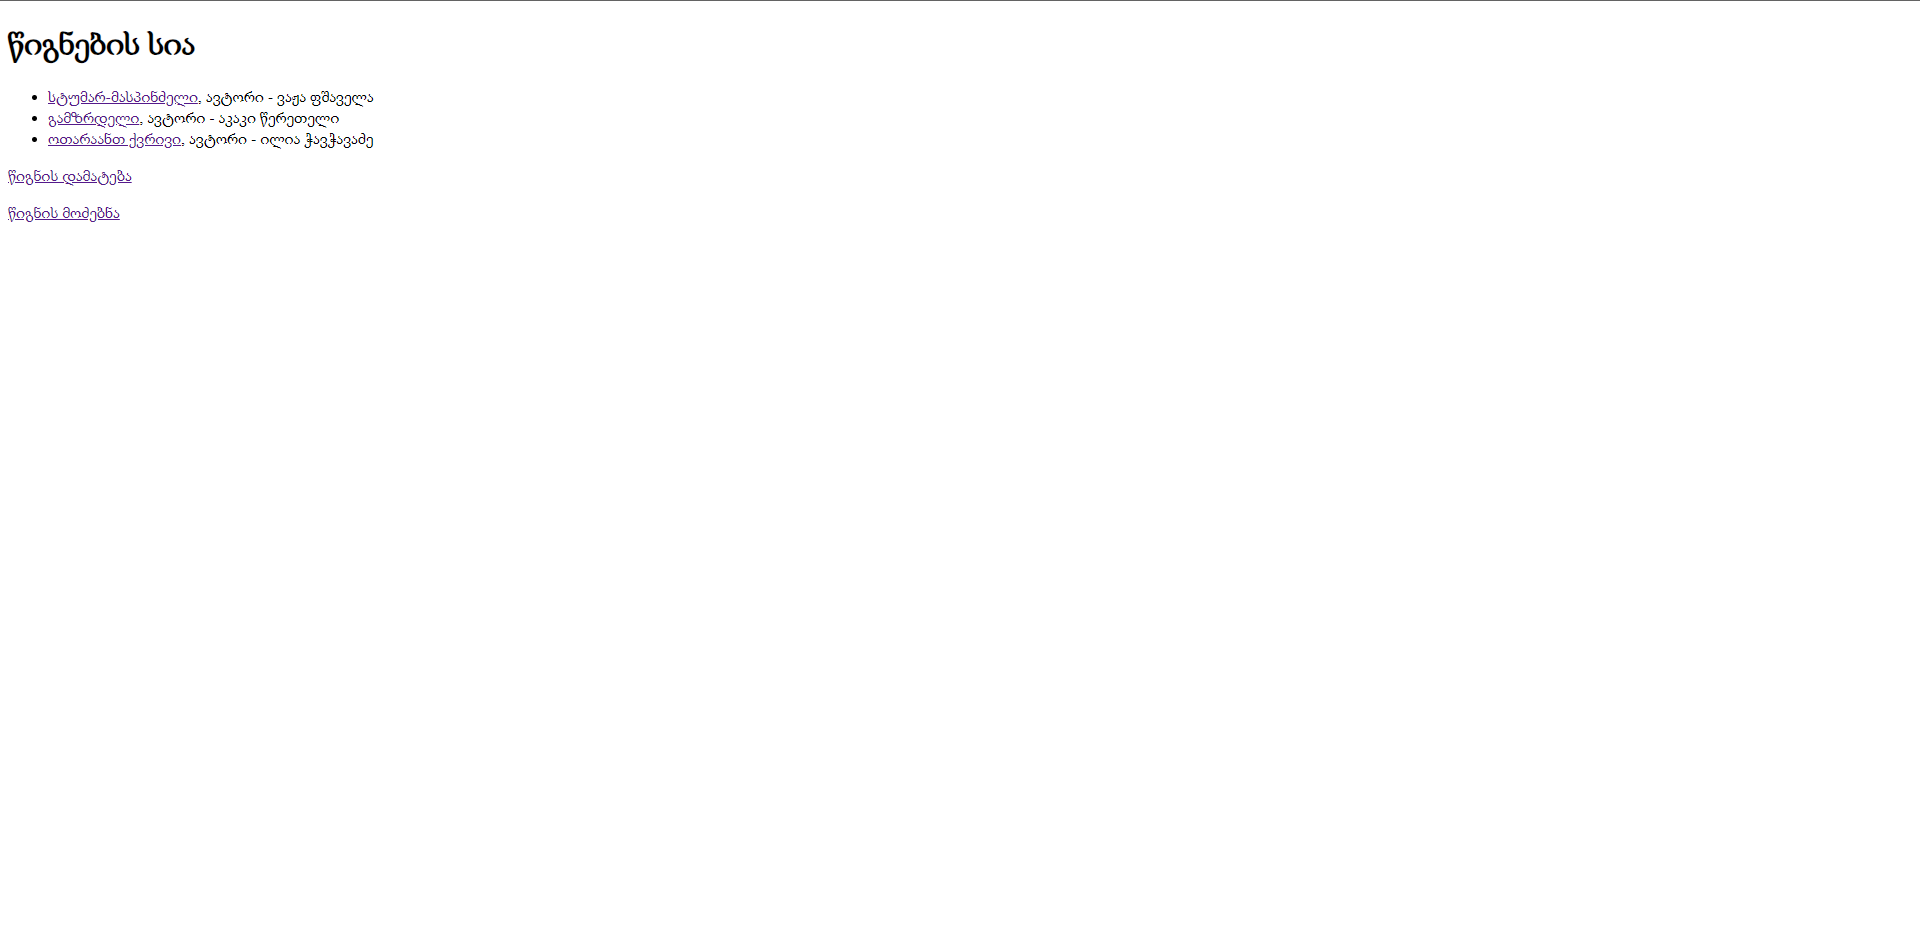 წიგნების სია
სტუმარ-მასპინძელი, ავტორი - ვაჟა ფშაველა
გამზრდელი, ავტორი - აკაკი წერეთელი
ოთარაანთ ქვრივი, ავტორი - ილია ჭავჭავაძე
წიგნის დამატება
წიგნის მოძებნა